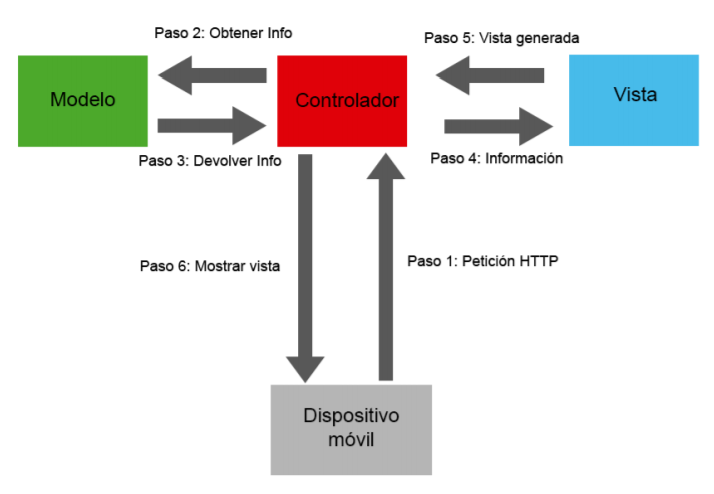 Paso 2: Obtener Info
Paso 5: Vista generada
Modelo
Controlador
Vista
Paso 3: Devolver Info
Paso 4: Información
Paso 6: Mostrar vista
Paso 1: Petición HTTP
Dispositivo
móvil